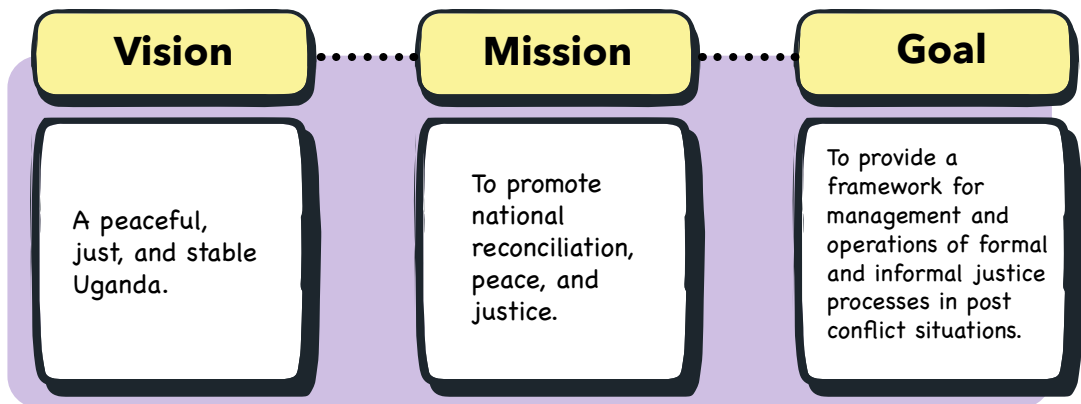 Vision
A peaceful,
just, and stable
Uganda.
Mission
To promote
national
reconciliation,
peace, and
justice.
Goal
To provide a
framework for
management and
operations of formal
and informal justice
processes in post
conflict situations.